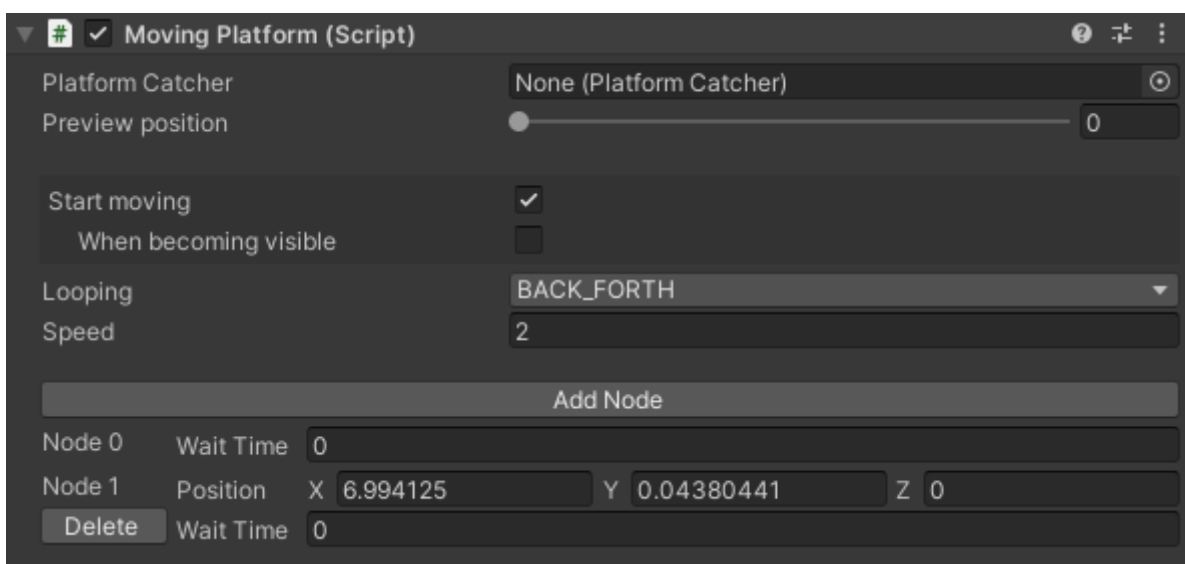 # Moving Platform (Script)
Platform Catcher None (Platform Catcher)
Preview position 0
Start moving
When becoming visible
Looping BACK_FORTH
Speed 2
Add Node
Node 0 Wait Time 0
Node 1 Position X 6.994125 Y 0.04380441 Z 0
Delete Wait Time 0